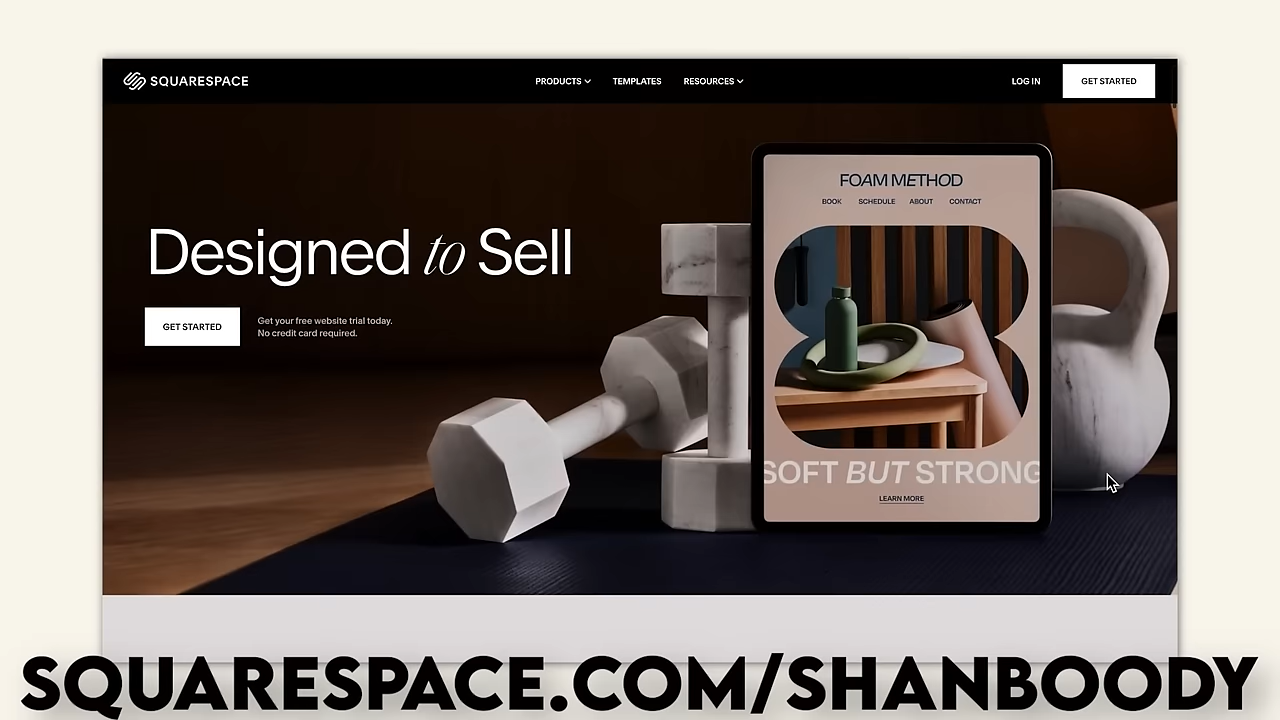 SQUARESPACE
PRODUCTS
TEMPLATES
RESOURCES
LOG IN
GET STARTED
Designed to Sell
GET STARTED
Get your free website trial today.
No credit card required.
FOAM METHOD
BOOK
SCHEDULE
ABOUT
CONTACT
SOFT BUT STRONG
LEARN MORE
SQUARESPACE.COM/SHANBOODY